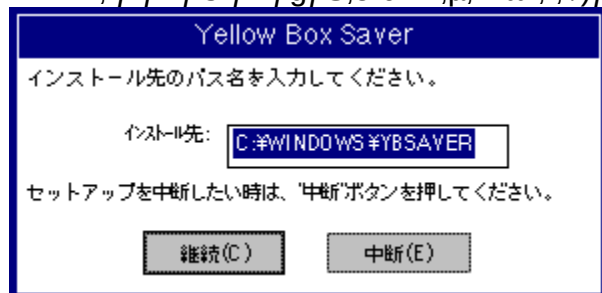 Yellow Box Saver
インストール先のパス名を入力してください。
インストール先: C:¥WINDOWS¥YBSAVER
セットアップを中断したい時は、'中断'ボタンを押してください。
継続(C) 中断(E)